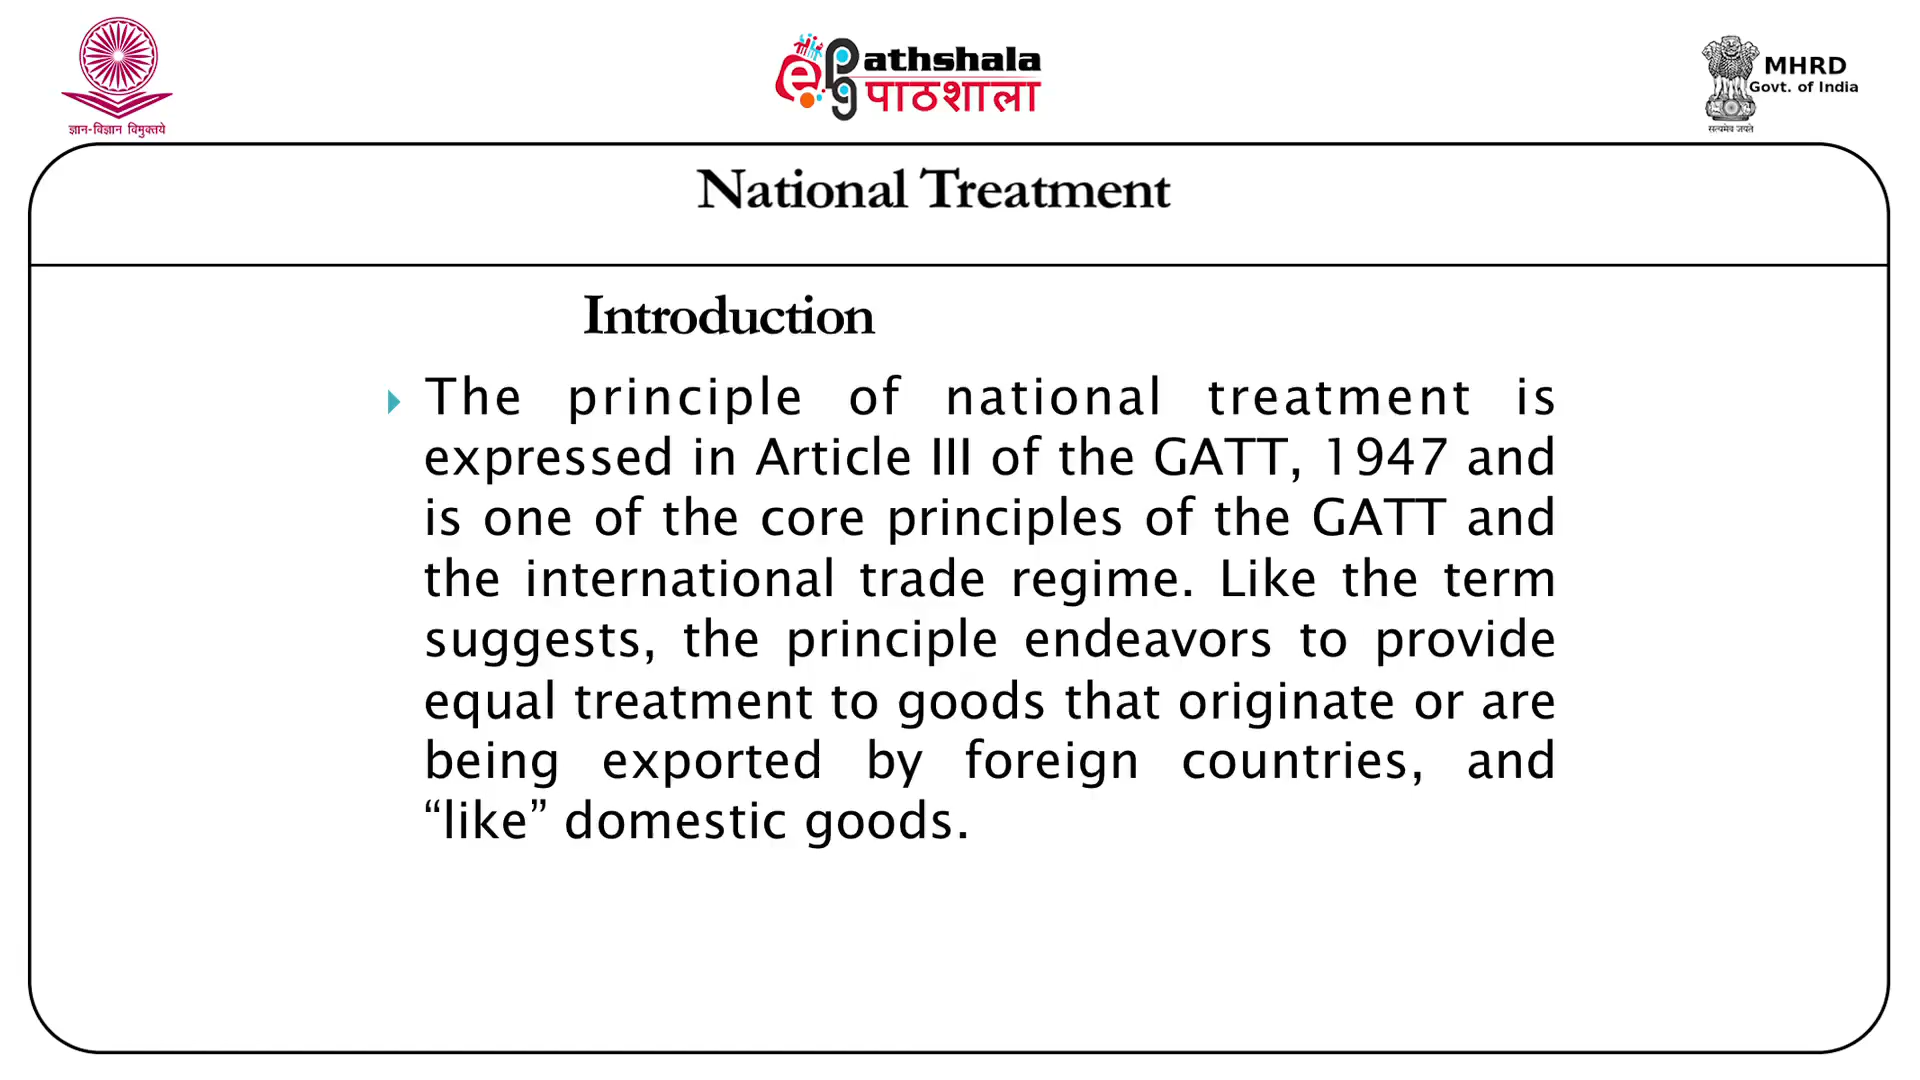 ज्ञान-विज्ञान विमुक्तये
ePG Pathshala
पाठशाला
MHRD
Govt. of India
सत्यमेव जयते
National Treatment
Introduction
The principle of national treatment is
expressed in Article III of the GATT, 1947 and
is one of the core principles of the GATT and
the international trade regime. Like the term
suggests, the principle endeavors to provide
equal treatment to goods that originate or are
being exported by foreign countries, and
“like” domestic goods.